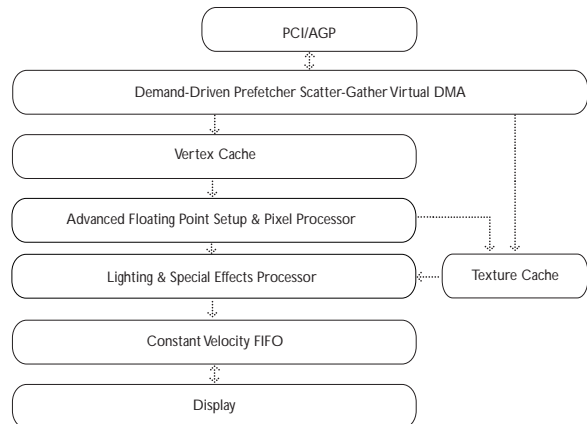 PCI/AGP
Demand-Driven Prefetcher Scatter-Gather Virtual DMA
Vertex Cache
Advanced Floating Point Setup & Pixel Processor
Lighting & Special Effects Processor
Texture Cache
Constant Velocity FIFO
Display